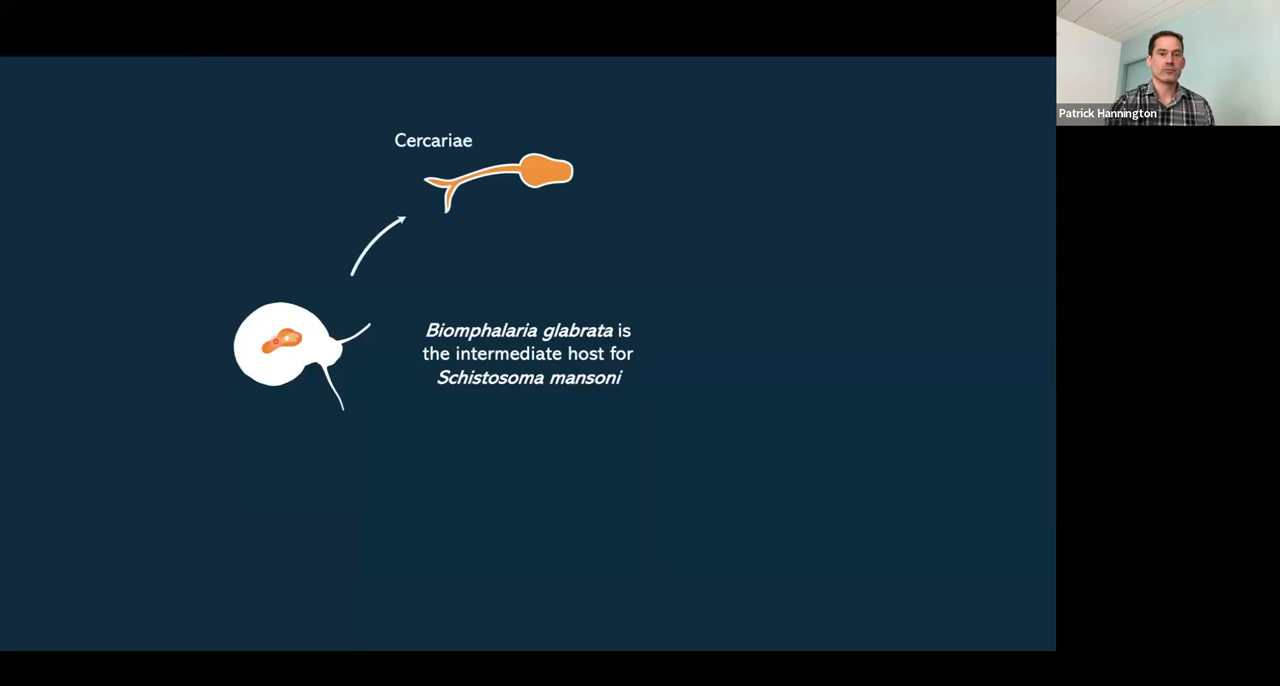 Patrick Hannington
Cercariae
Biomphalaria glabrata is
the intermediate host for
Schistosoma mansoni